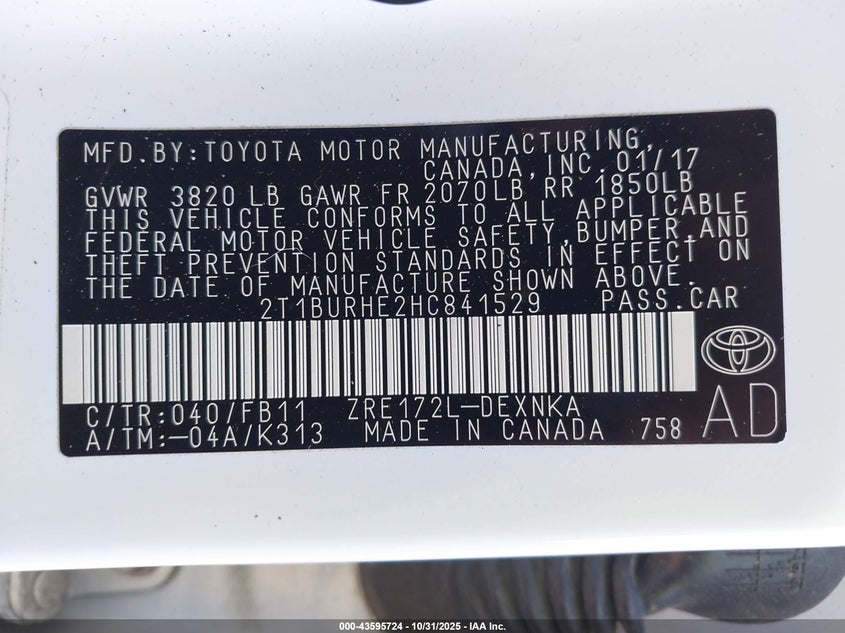 MFD.BY:TOYOTA MOTOR MANUFACTURING,
CANADA,INC. 01/17
GVWR 3820 LB GAWR FR 2070LB RR 1850LB
THIS VEHICLE CONFORMS TO ALL APPLICABLE
FEDERAL MOTOR VEHICLE SAFETY,BUMPER,AND
THEFT PREVENTION STANDARDS IN EFFECT ON
THE DATE OF MANUFACTURE SHOWN ABOVE.
2T1BURHE2HC841529 PASS.CAR
C/TR:040/FB11 ZRE172L-DEXNKA
A/TM:-04A/K313 MADE IN CANADA 758
AD
000-43595724 - 10/31/2025 - IAA Inc.